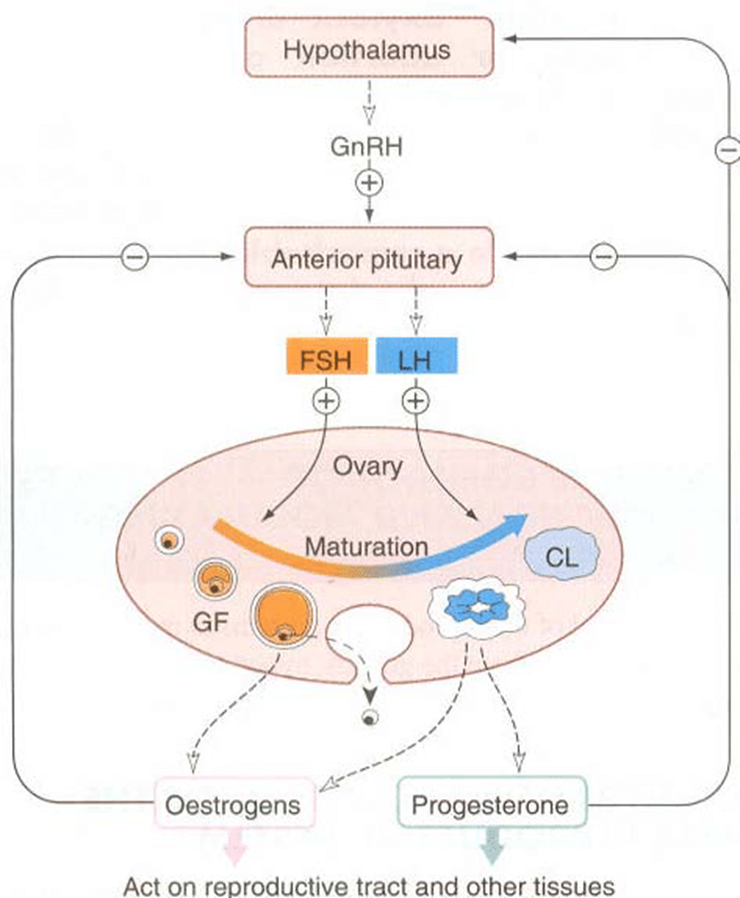 Hypothalamus
−
GnRH
+
− Anterior pituitary −
FSH LH
+ +
Ovary
Maturation
CL
GF
Oestrogens Progesterone
Act on reproductive tract and other tissues